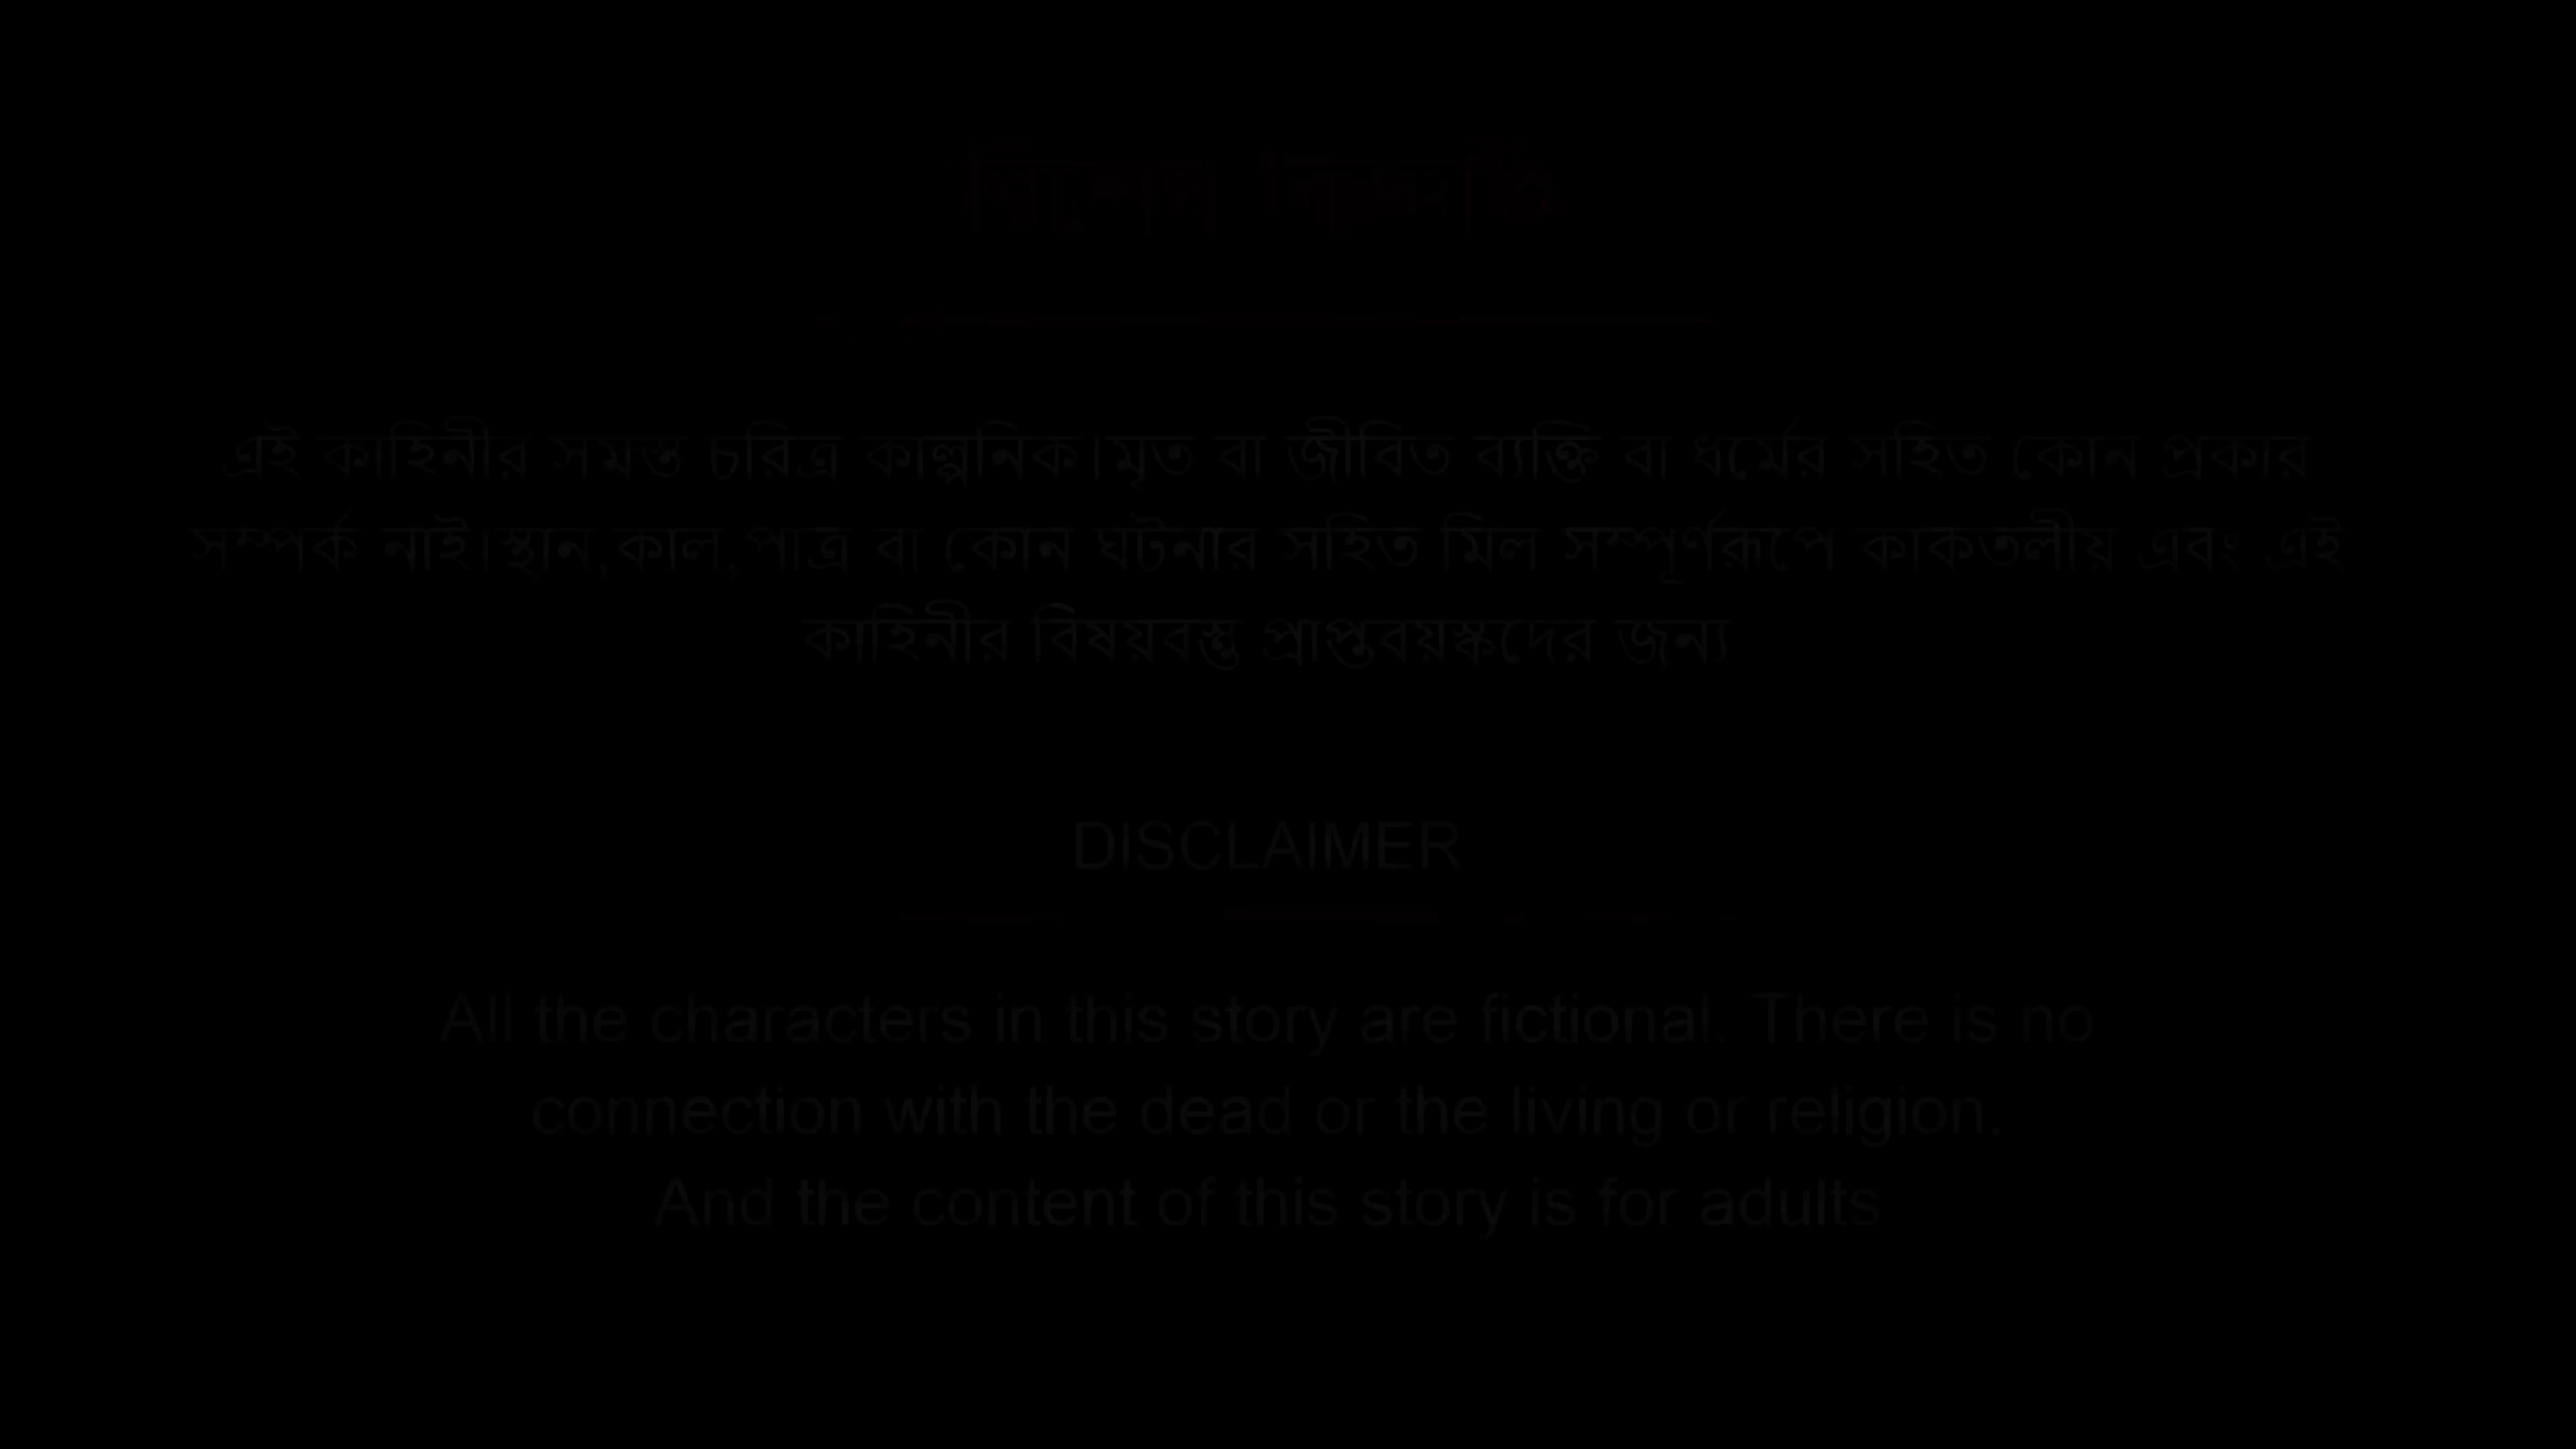 এই কাহিনীর সমস্ত চরিত্র কাল্পনিক।মৃত বা জীবিত ব্যক্তি বা ধর্মের সহিত কোন প্রকার
সম্পর্ক নাই।স্থান,কাল,পাত্র বা কোন ঘটনার সহিত মিল সম্পূর্ণরূপে কাকতলীয় এবং এই
কাহিনীর বিষয়বস্তু প্রাপ্তবয়স্কদের জন্য
DISCLAIMER
All the characters in this story are fictional. There is no
connection with the dead or the living or religion.
And the content of this story is for adults